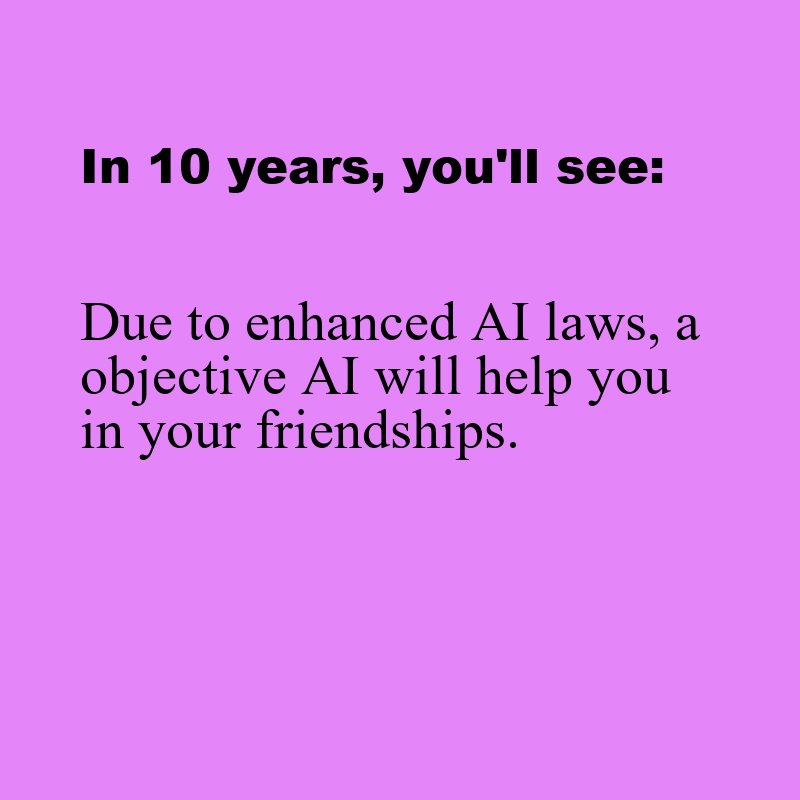 In 10 years, you'll see:
Due to enhanced AI laws, a
objective AI will help you
in your friendships.